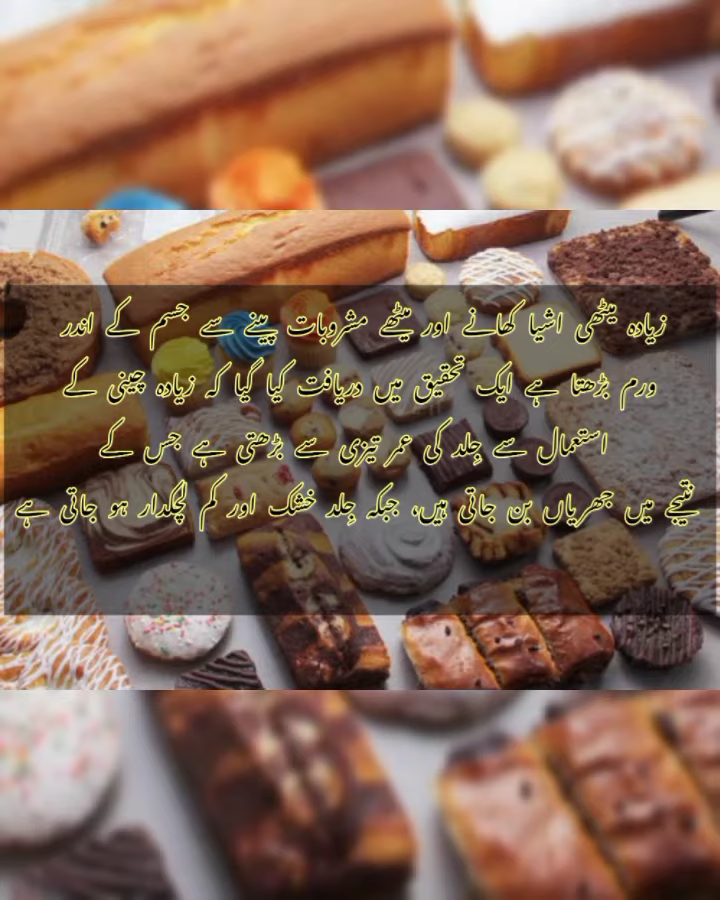 زیادہ میٹھی اشیا کھانے اور میٹھے مشروبات پینے سے جسم کے اندر
ورم بڑھتا ہے ایک تحقیق میں دریافت کیا گیا کہ زیادہ چینی کے
استعمال سے جِلد کی عمر تیزی سے بڑھتی ہے جس کے
نتیجے میں جھریاں بن جاتی ہیں، جبکہ جِلد خشک اور کم لچکدار ہو جاتی ہے